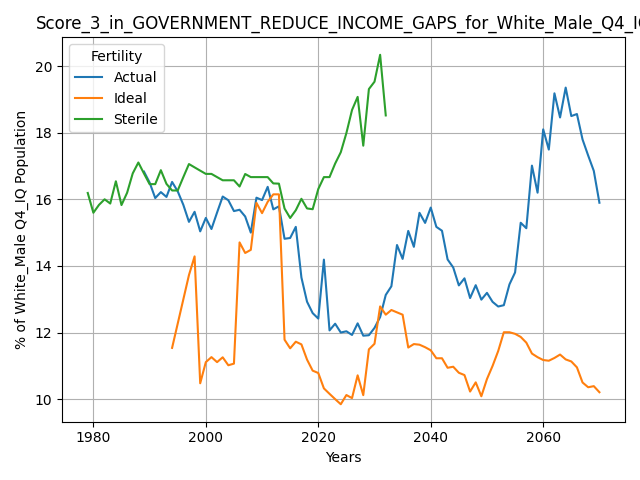 Score_3_in_GOVERNMENT_REDUCE_INCOME_GAPS_for_White_Male_Q4_IQ
Fertility
Actual
Ideal
Sterile
% of White_Male Q4_IQ Population
20
18
16
14
12
10
1980
2000
2020
2040
2060
Years